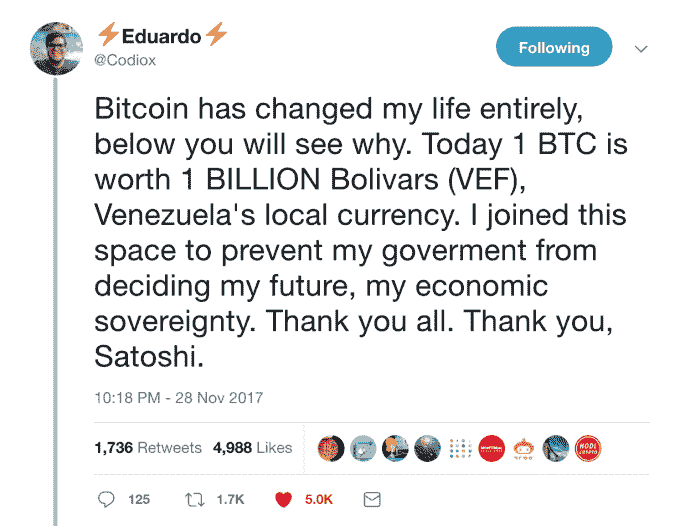 ⚡Eduardo⚡
@Codiox
Following
Bitcoin has changed my life entirely,
below you will see why. Today 1 BTC is
worth 1 BILLION Bolivars (VEF),
Venezuela's local currency. I joined this
space to prevent my goverment from
deciding my future, my economic
sovereignty. Thank you all. Thank you,
Satoshi.
10:18 PM - 28 Nov 2017
1,736 Retweets 4,988 Likes
HODL
125 1.7K 5.0K